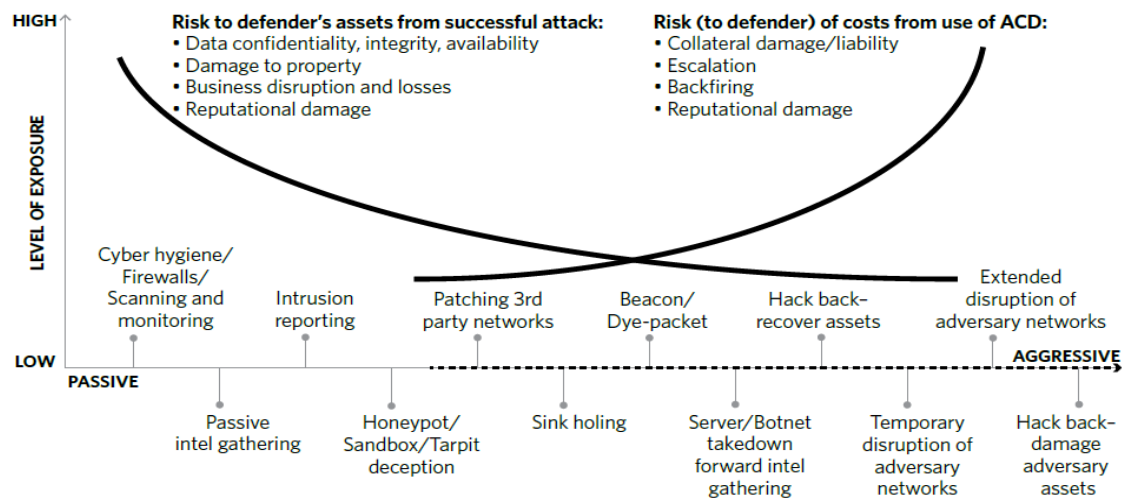 HIGH
LEVEL OF EXPOSURE
LOW
Risk to defender's assets from successful attack:
• Data confidentiality, integrity, availability
• Damage to property
• Business disruption and losses
• Reputational damage
Risk (to defender) of costs from use of ACD:
• Collateral damage/liability
• Escalation
• Backfiring
• Reputational damage
Cyber hygiene/
Firewalls/
Scanning and
monitoring
Intrusion
reporting
Patching 3rd
party networks
Beacon/
Dye-packet
Hack back–
recover assets
Extended
disruption of
adversary networks
PASSIVE
AGGRESSIVE
Passive
intel gathering
Honeypot/
Sandbox/Tarpit
deception
Sink holing
Server/Botnet
takedown
forward intel
gathering
Temporary
disruption of
adversary
networks
Hack back–
damage
adversary
assets